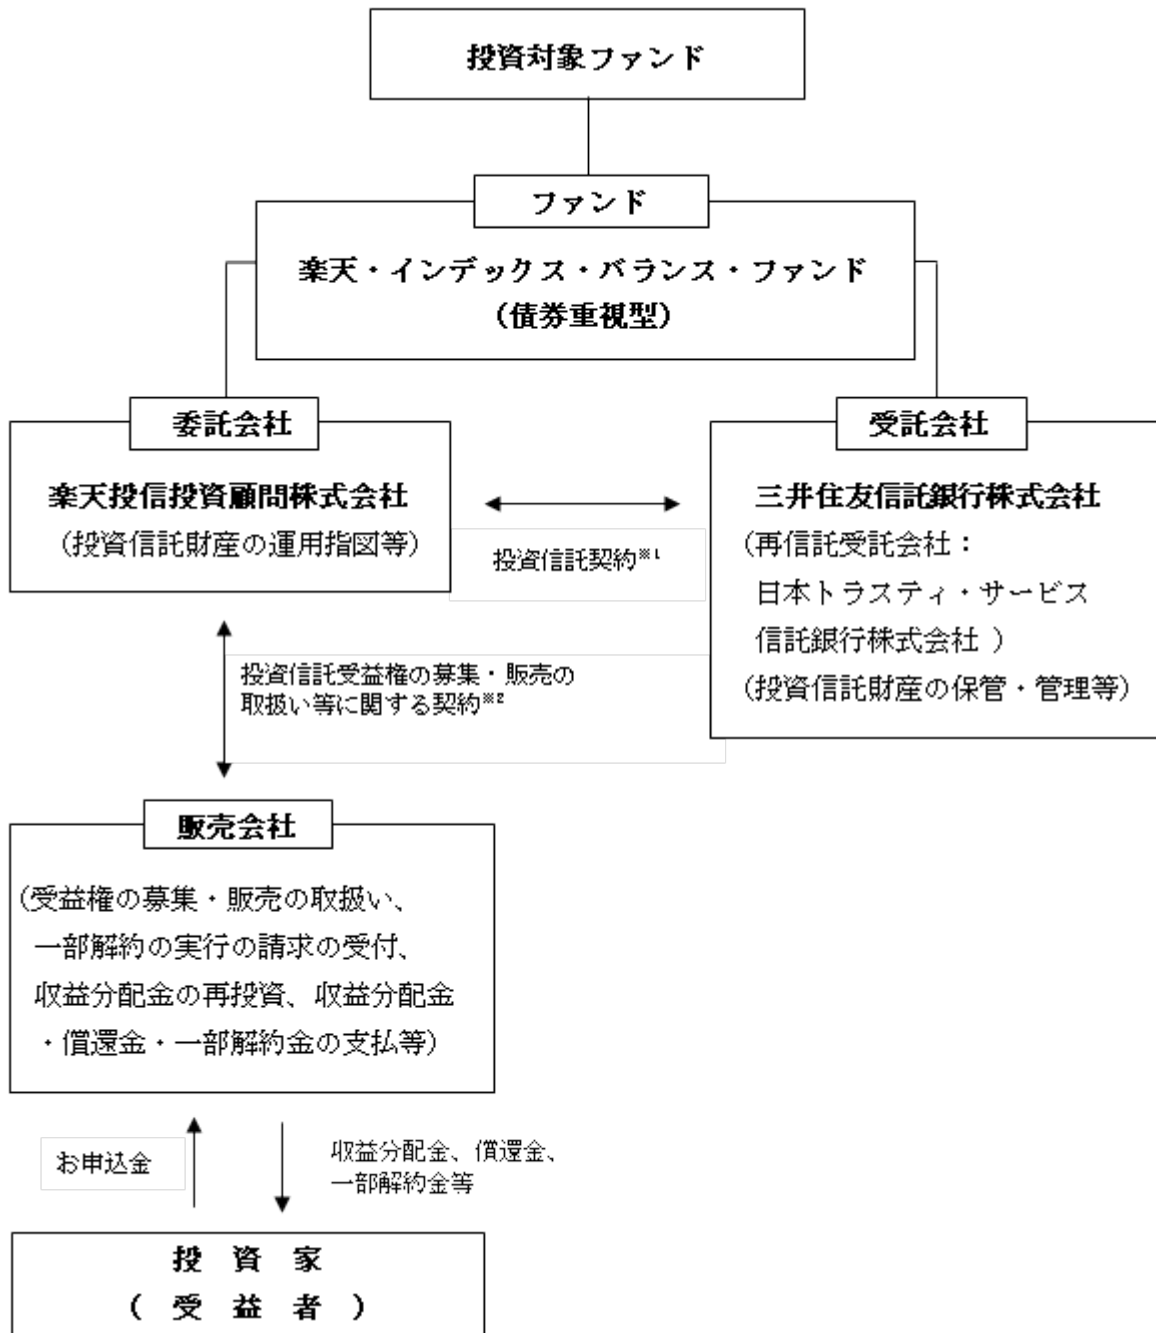 投資対象ファンド
ファンド
楽天・インデックス・バランス・ファンド
(債券重視型)
委託会社
楽天投信投資顧問株式会社
(投資信託財産の運用指図等)
投資信託契約※1
受託会社
三井住友信託銀行株式会社
(再信託受託会社:
日本トラスティ・サービス
信託銀行株式会社 )
(投資信託財産の保管・管理等)
投資信託受益権の募集・販売の
取扱い等に関する契約※2
販売会社
(受益権の募集・販売の取扱い、
一部解約の実行の請求の受付、
収益分配金の再投資、収益分配金
・償還金・一部解約金の支払等)
お申込金
収益分配金、償還金、
一部解約金等
投 資 家
( 受 益 者 )